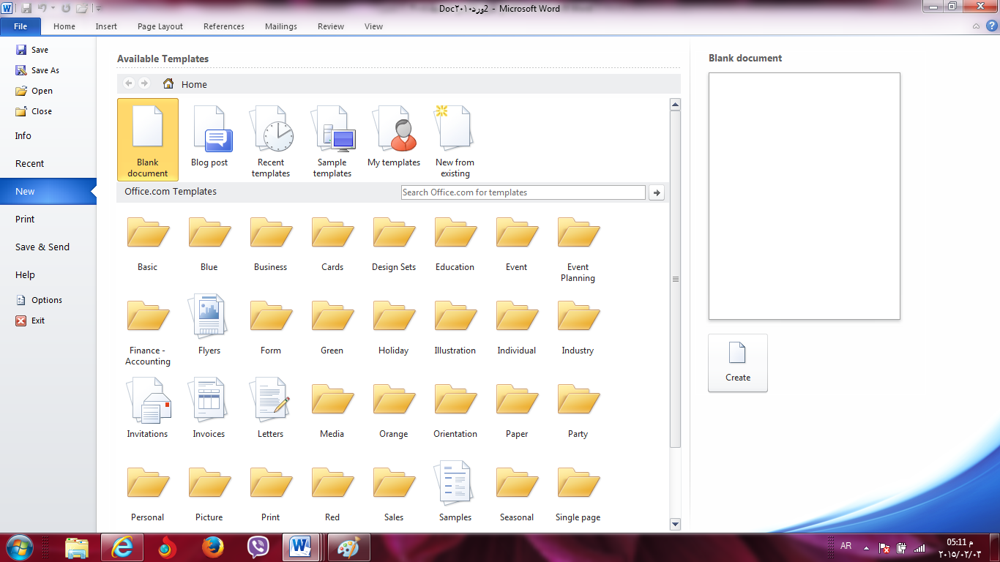 Doc۲۰۱۰ورد2 - Microsoft Word
File Home Insert Page Layout References Mailings Review View
Save
Save As
Open
Close
Info
Recent
New
Print
Save & Send
Help
Options
Exit
Available Templates
Home
Blank document
Blog post
Recent templates
Sample templates
My templates
New from existing
Office.com Templates
Search Office.com for templates
Basic
Blue
Business
Cards
Design Sets
Education
Event
Event Planning
Finance - Accounting
Flyers
Form
Green
Holiday
Illustration
Individual
Industry
Invitations
Invoices
Letters
Media
Orange
Orientation
Paper
Party
Personal
Picture
Print
Red
Sales
Samples
Seasonal
Single page
Blank document
Create
AR
05:11 م
٢٠١٥/٠٢/٠٣